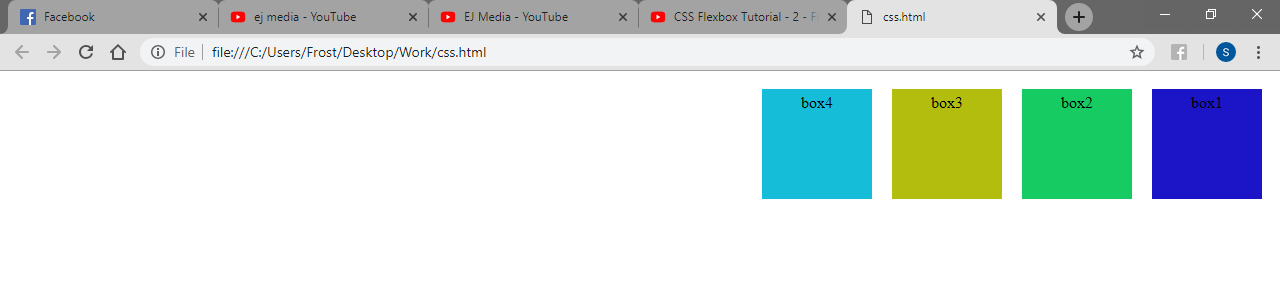 Facebook
ej media - YouTube
EJ Media - YouTube
CSS Flexbox Tutorial - 2 - F
css.html
File
file:///C:/Users/Frost/Desktop/Work/css.html
S
box4
box3
box2
box1